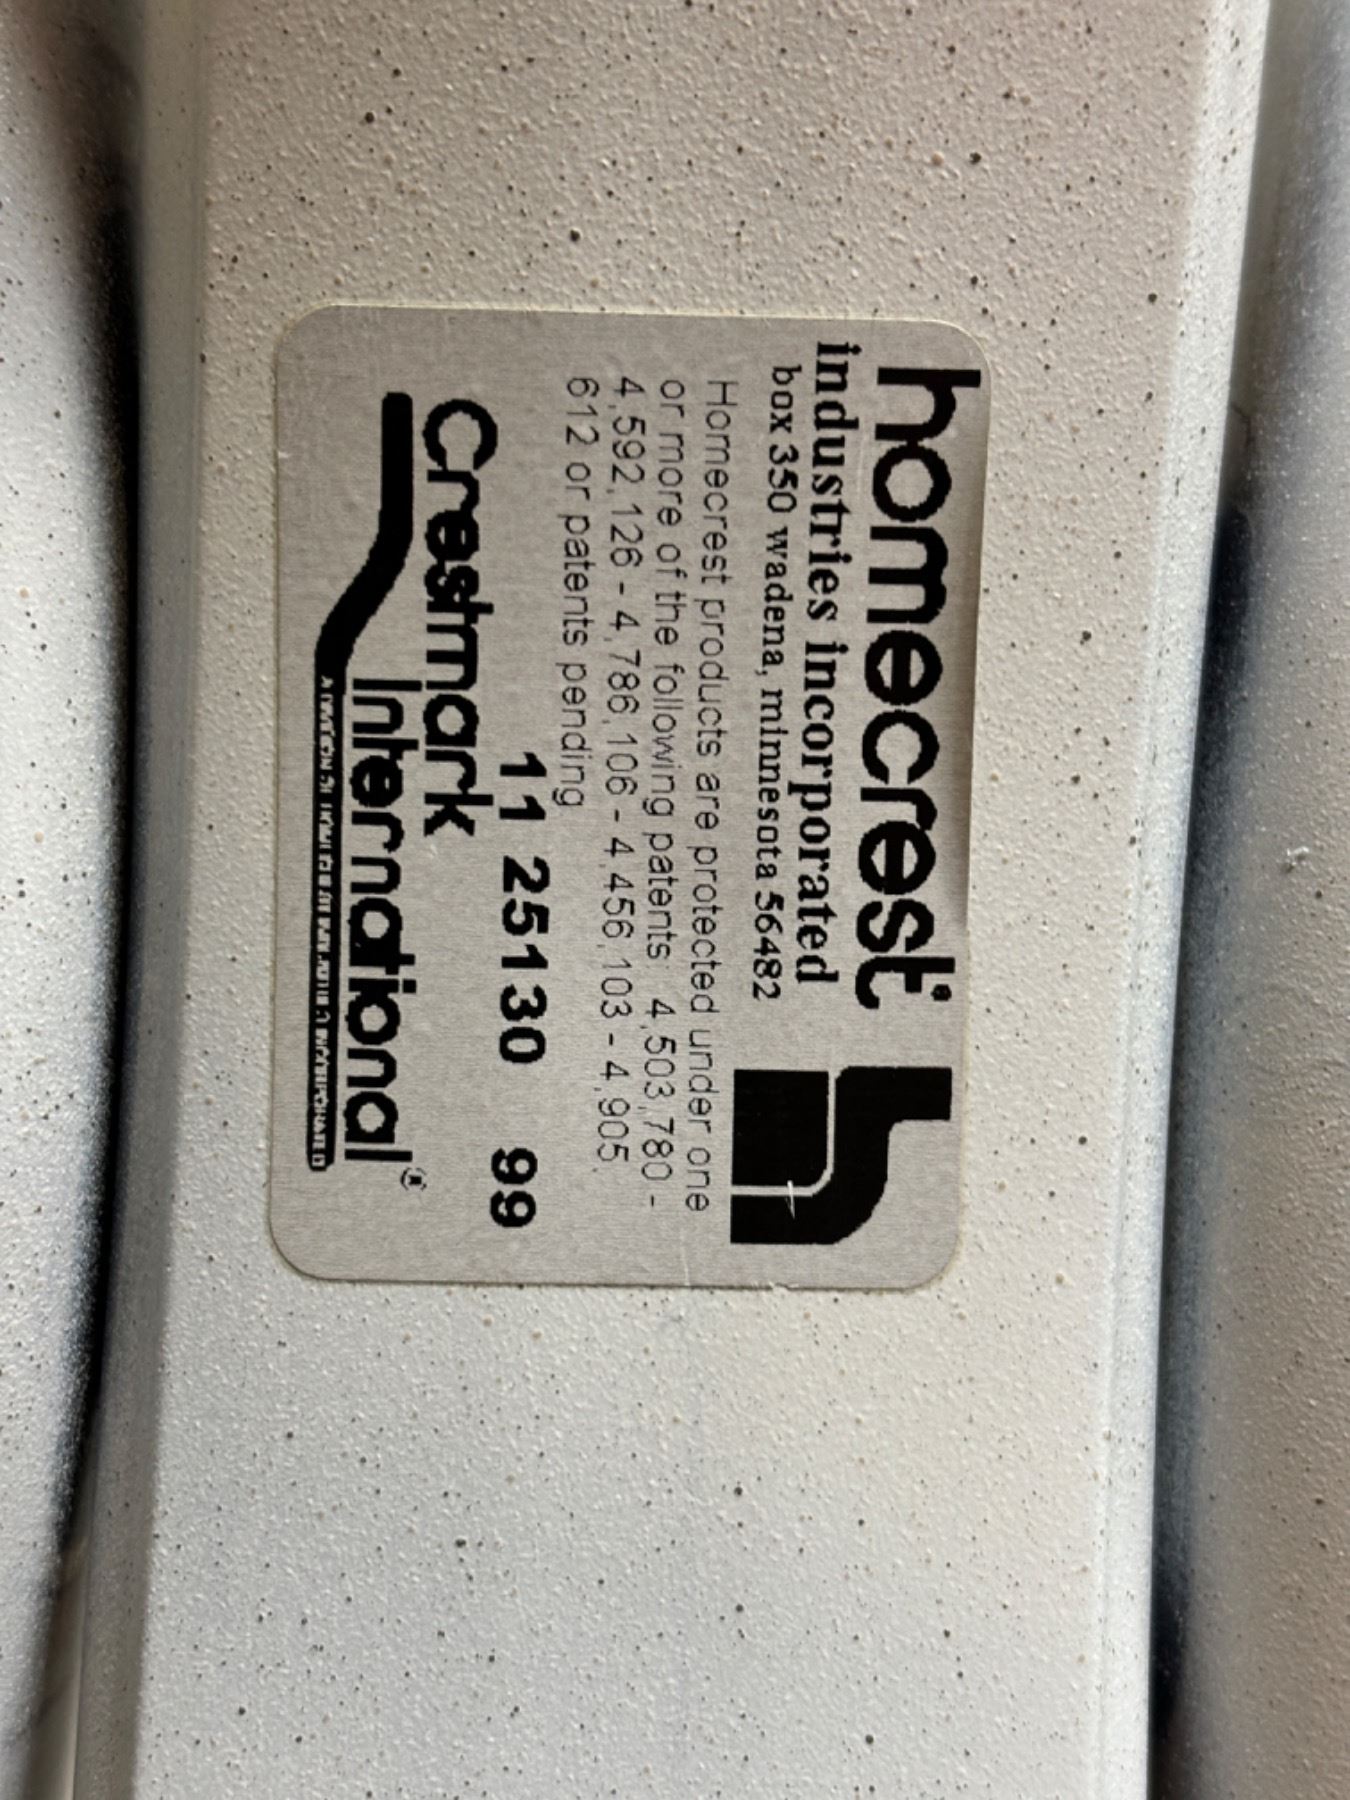 homecrest®
industries incorporated
box 350 wadena, minnesota 56482
Homecrest products are protected under one
or more of the following patents: 4,503,780 -
4,592,126 - 4,786,106 - 4,456,103 - 4,905,
612 or patents pending
11 25130 99
Crestmark
International®